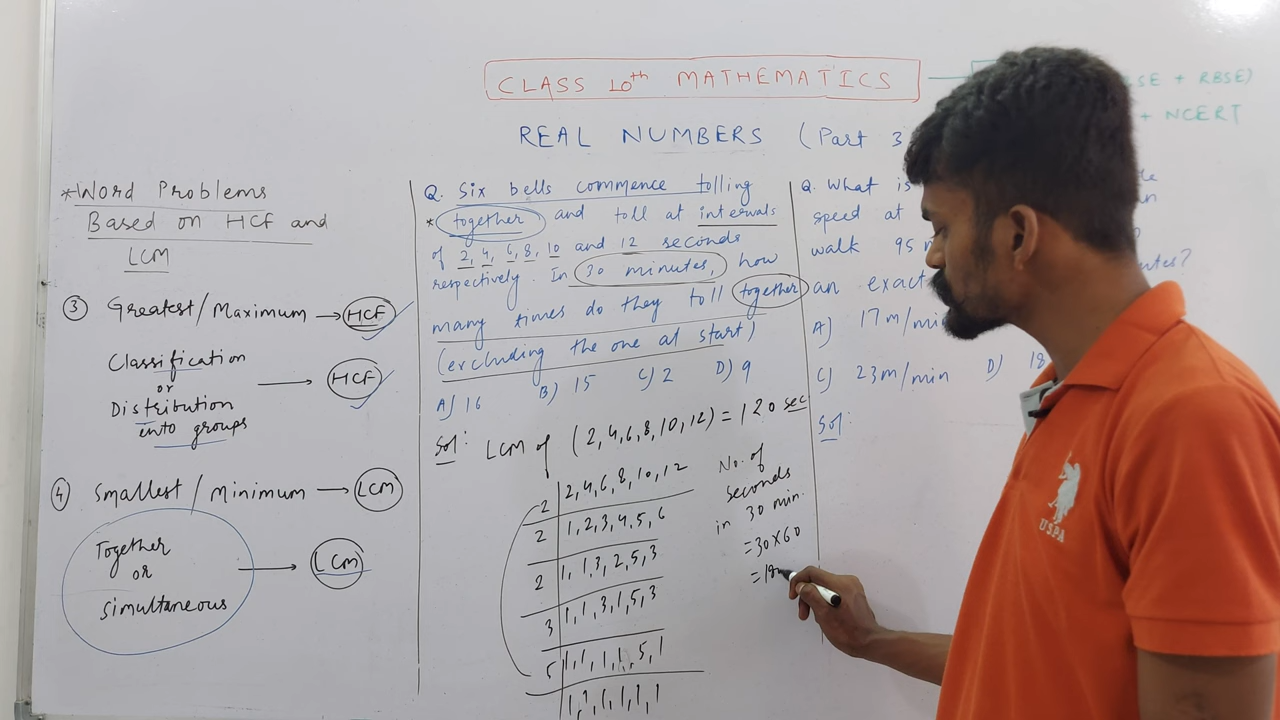 CLASS 10th MATHEMATICS
SE + RBSE)
+ NCERT
REAL NUMBERS (Part 3
*Word Problems
Based on HCF and
LCM
③ Greatest/Maximum → HCF
Classification
or
Distribution
into groups
→ HCF
④ Smallest/Minimum → LCM
Together
or
simultaneous
→ LCM
Q. Six bells commence tolling
* together and toll at intervals
of 2, 4, 6, 8, 10 and 12 seconds
respectively. In 30 minutes, how
many times do they toll together
(excluding the one at start)
A) 16 B) 15 C) 2 D) 9
Sol: LCM of (2,4,6,8,10,12) = 120 sec
2 2,4,6,8,10,12
2 1,2,3,4,5,6
2 1,1,3,2,5,3
3 1,1,3,1,5,3
5 1,1,1,1,5,1
1,1,1,1,1,1
No. of
seconds
in 30 min.
=30×60
=18
Q. What is
speed at
walk 95 m
an exact
utes?
A) 17m/min
C) 23m/min D) 18
Sol:
USPA